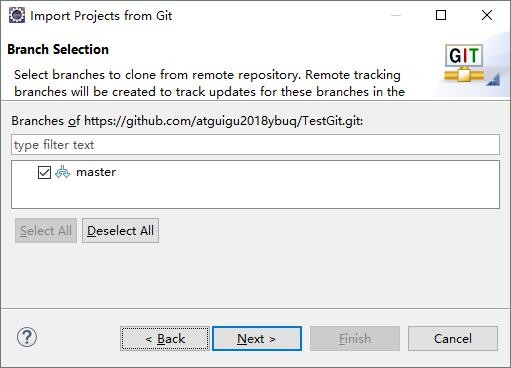 Import Projects from Git
Branch Selection
Select branches to clone from remote repository. Remote tracking
branches will be created to track updates for these branches in the
GIT
Branches of https://github.com/atguigu2018ybuq/TestGit.git:
type filter text
master
Select All Deselect All
? < Back Next > Finish Cancel